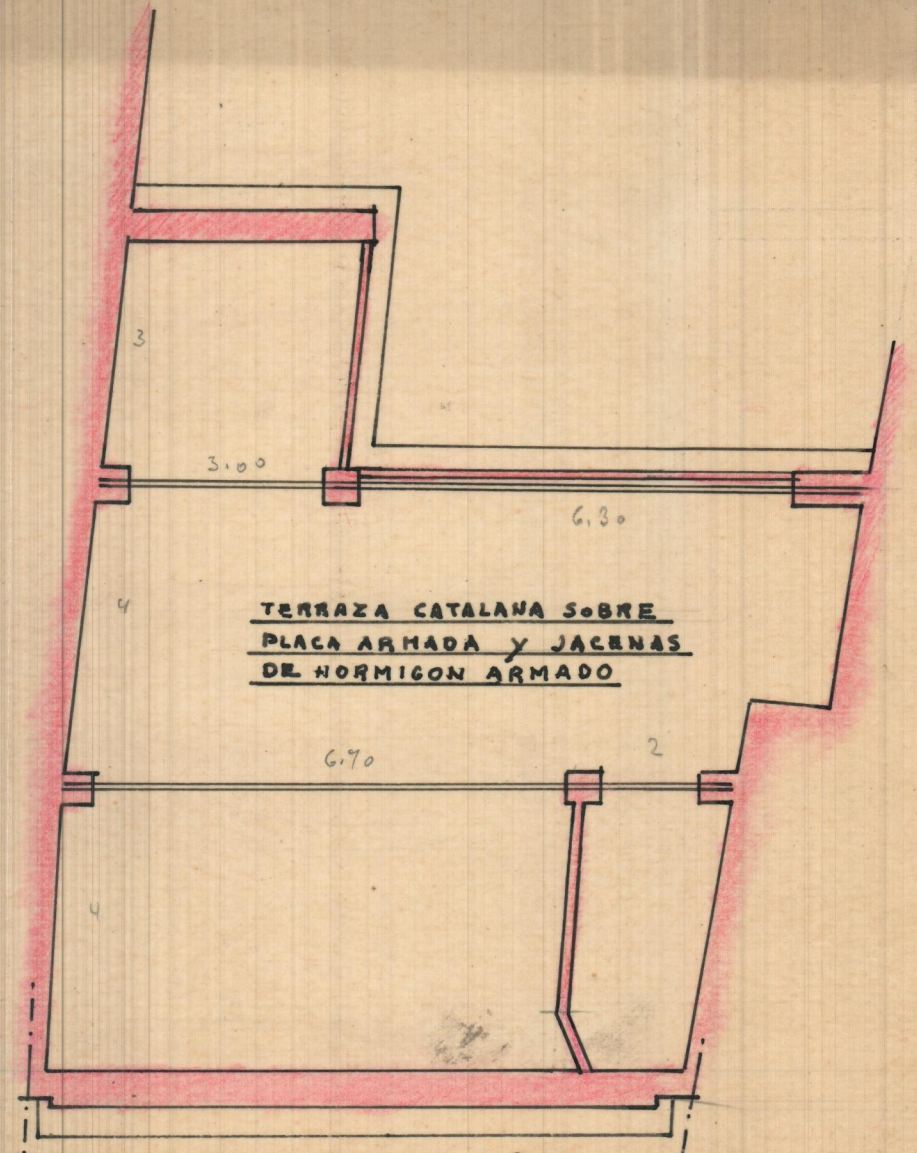 3
3.00
6.30
4
TERRAZA CATALANA SOBRE
PLACA ARMADA Y JACENAS
DE HORMIGON ARMADO
6.70
2
4